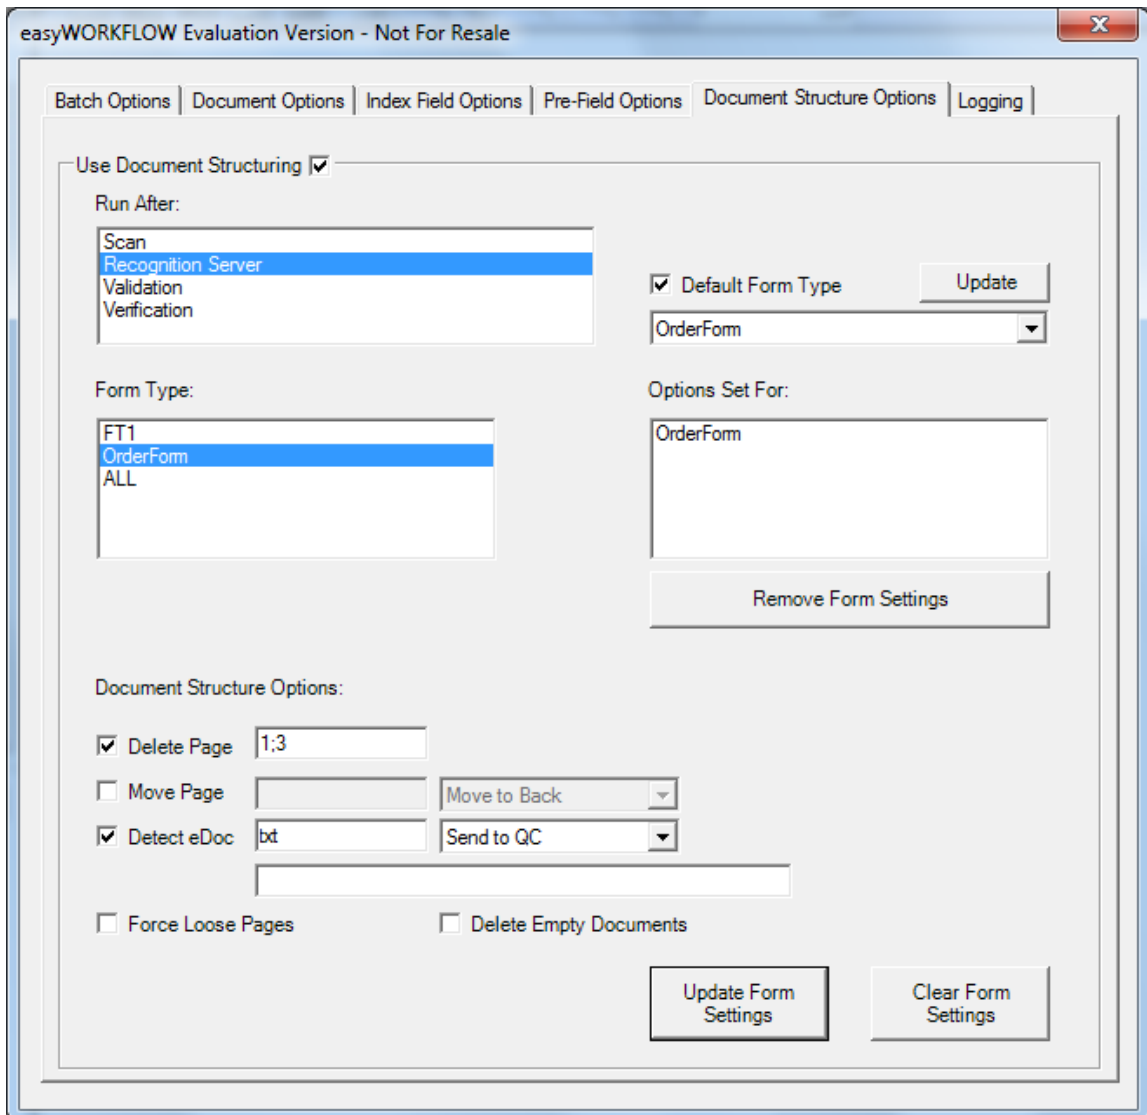 easyWORKFLOW Evaluation Version - Not For Resale
X
Batch Options
Document Options
Index Field Options
Pre-Field Options
Document Structure Options
Logging
Use Document Structuring
Run After:
Scan
Recognition Server
Validation
Verification
Default Form Type
Update
OrderForm
Form Type:
FT1
OrderForm
ALL
Options Set For:
OrderForm
Remove Form Settings
Document Structure Options:
Delete Page
1;3
Move Page
Move to Back
Detect eDoc
txt
Send to QC
Force Loose Pages
Delete Empty Documents
Update Form
Settings
Clear Form
Settings